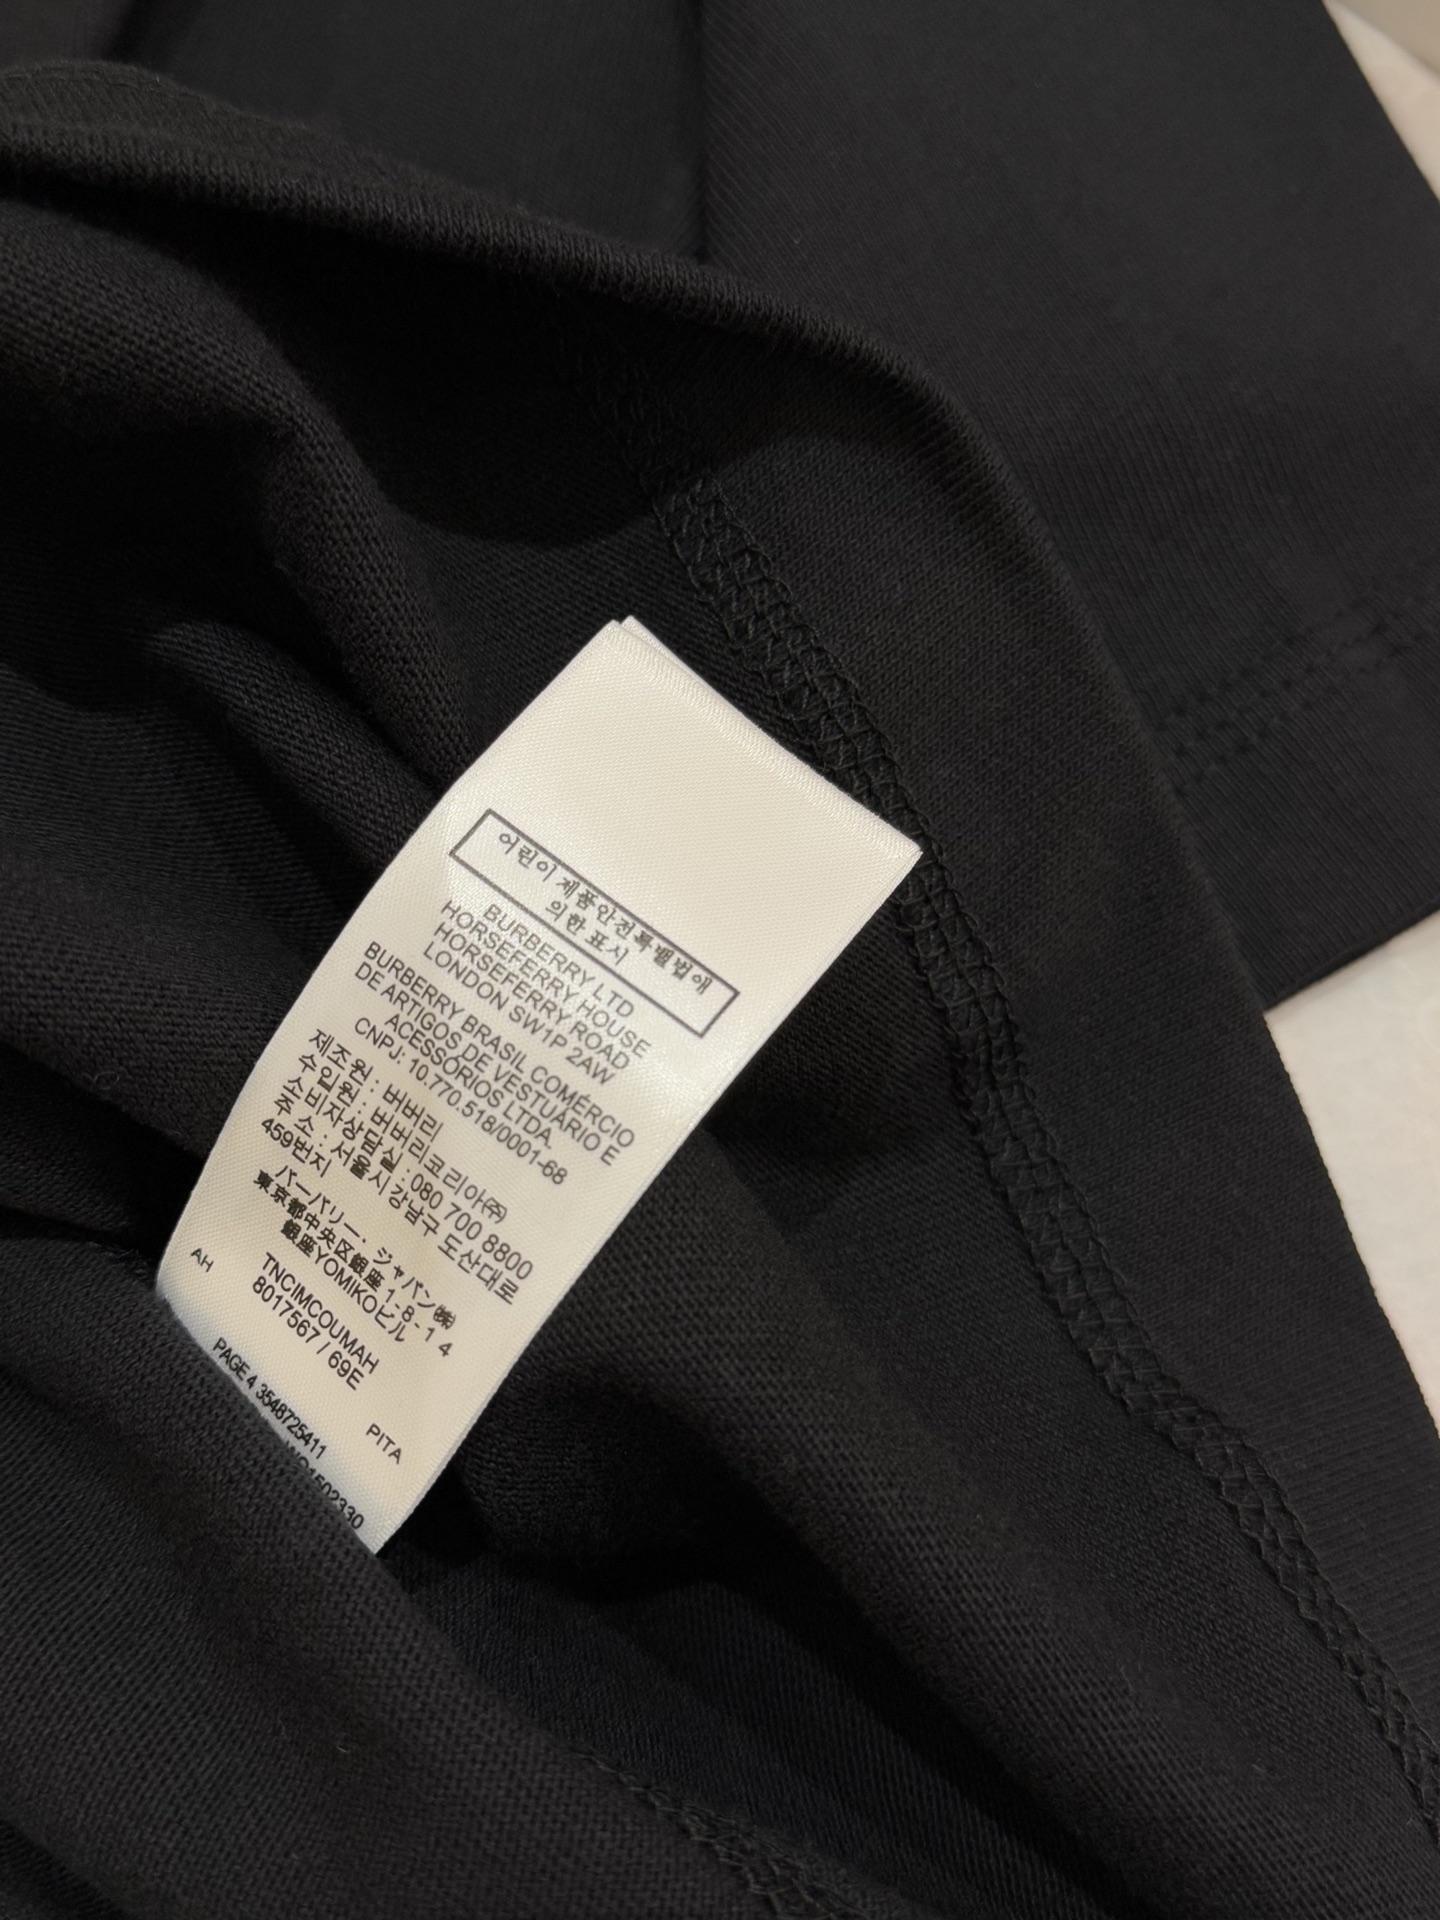 어린이 제품안전특별법에
의한 표시
BURBERRY LTD
HORSEFERRY HOUSE
HORSEFERRY ROAD
LONDON SW1P 2AW
BURBERRY BRASIL COMÉRCIO
DE ARTIGOS DE VESTUÁRIO E
ACESSÓRIOS LTDA.
CNPJ: 10.770.518/0001-68
제조원 : 버버리
수입원 : 버버리코리아㈜
소비자상담실 : 080 700 8800
주소 : 서울시 강남구 도산대로
459번지
バーバリー・ジャパン㈱
東京都中央区銀座1-8-14
銀座YOMIKOビル
AH
TNCIMCOUMAH
8017567 / 69E
PITA
PAGE 4 3548725411
1502330